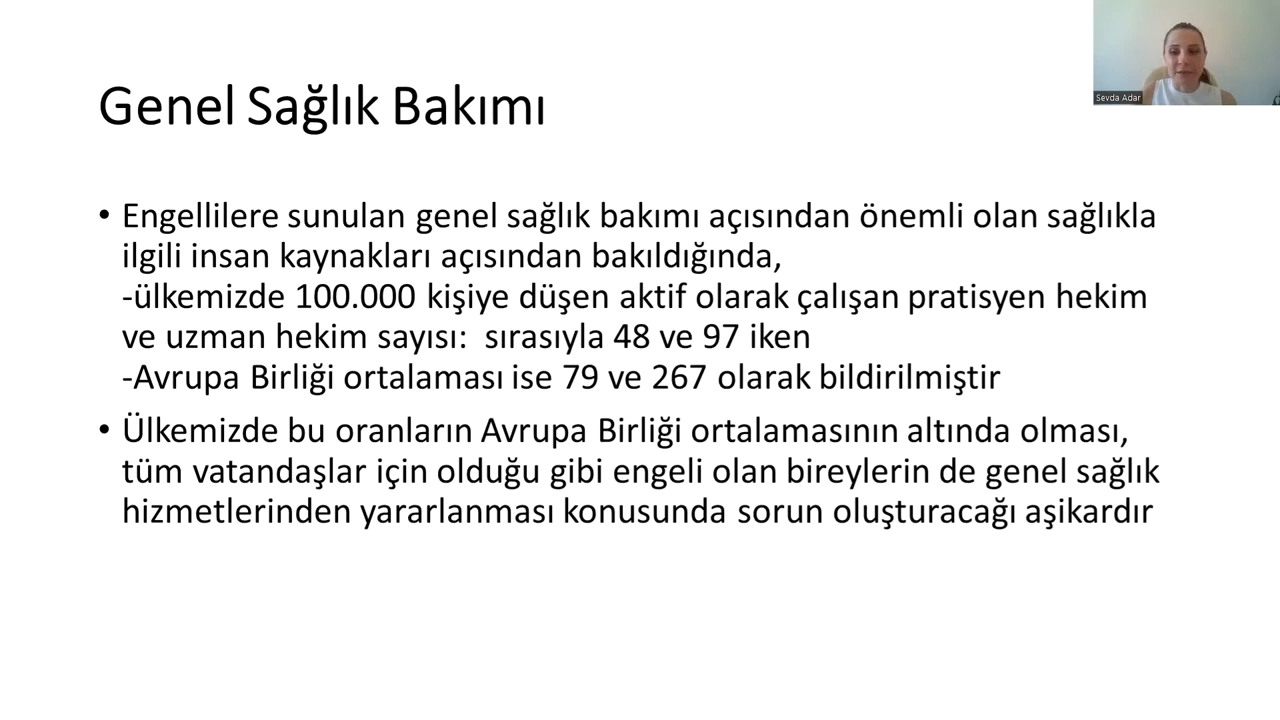 Genel Sağlık Bakımı
Sevda Adar
• Engellilere sunulan genel sağlık bakımı açısından önemli olan sağlıkla
ilgili insan kaynakları açısından bakıldığında,
-ülkemizde 100.000 kişiye düşen aktif olarak çalışan pratisyen hekim
ve uzman hekim sayısı:  sırasıyla 48 ve 97 iken
-Avrupa Birliği ortalaması ise 79 ve 267 olarak bildirilmiştir
• Ülkemizde bu oranların Avrupa Birliği ortalamasının altında olması,
tüm vatandaşlar için olduğu gibi engeli olan bireylerin de genel sağlık
hizmetlerinden yararlanması konusunda sorun oluşturacağı aşikardır